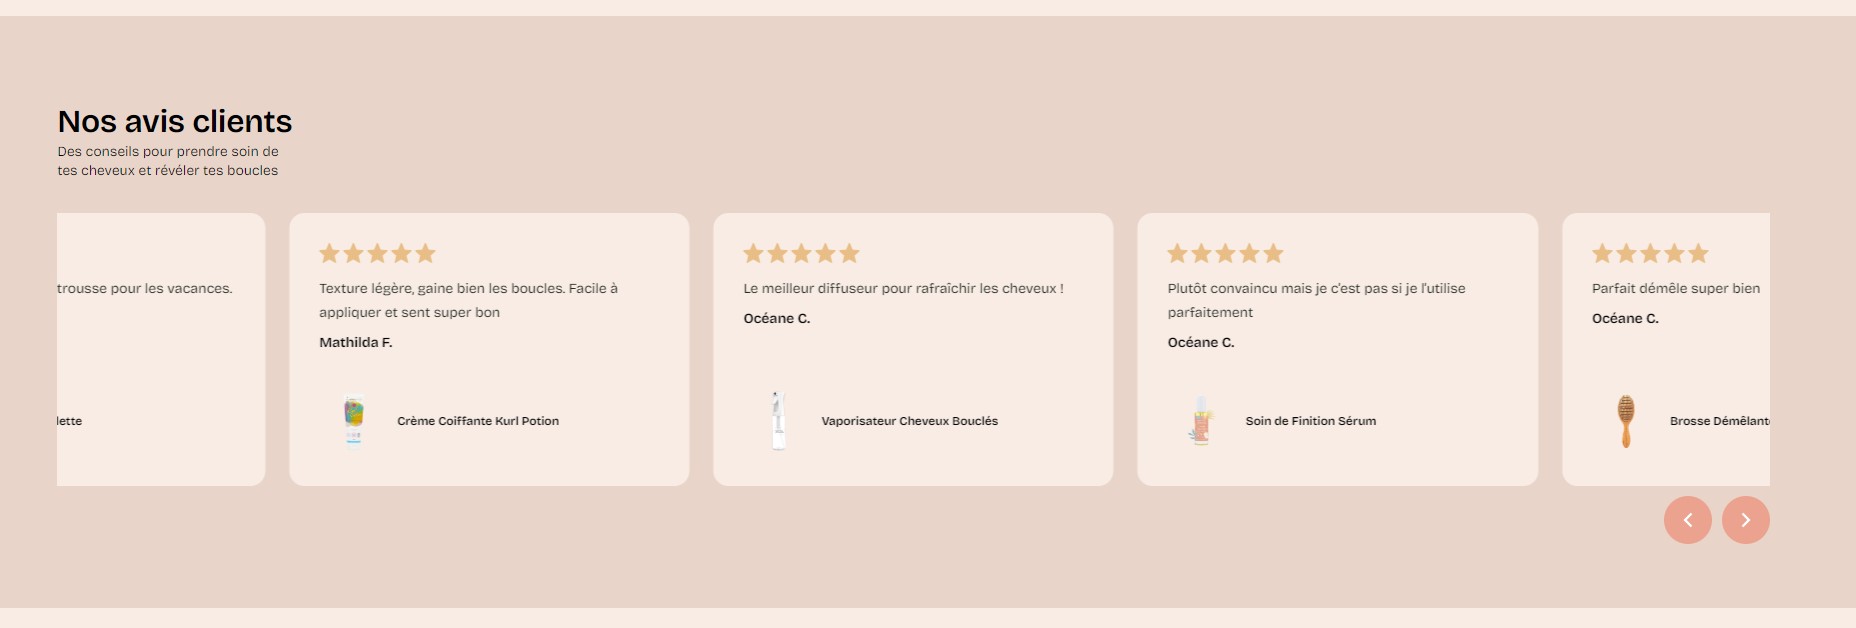 Nos avis clients
Des conseils pour prendre soin de
tes cheveux et révéler tes boucles
trousse pour les vacances.
lette
Texture légère, gaine bien les boucles. Facile à
appliquer et sent super bon
Mathilda F.
Crème Coiffante Kurl Potion
Le meilleur diffuseur pour rafraîchir les cheveux !
Océane C.
Vaporisateur Cheveux Bouclés
Plutôt convaincu mais je c'est pas si je l'utilise
parfaitement
Océane C.
Soin de Finition Sérum
Parfait démêle super bien
Océane C.
Brosse Démêlant